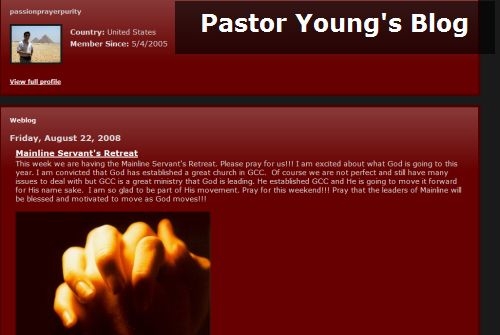 Pastor Young's Blog
passionprayerpurity
Country: United States
Member Since: 5/4/2005
View full profile
Weblog
Friday, August 22, 2008
Mainline Servant's Retreat
This week we are having the Mainline Servant's Retreat. Please pray for us!!! I am excited about what God is going to this
year. I am convicted that God has established a great church in GCC.  Of course we are not perfect and still have many
issues to deal with but GCC is a great ministry that God is leading. He established GCC and He is going to move it forward
for His name sake.  I am so glad to be part of His movement. Pray for this weekend!!! Pray that the leaders of Mainline will
be blessed and motivated to move as God moves!!!